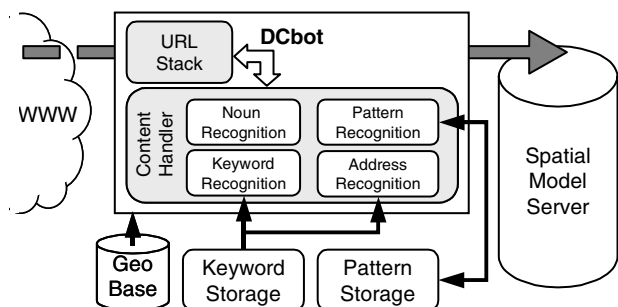 URL
Stack
DCbot
www
Content
Handler
Noun
Recognition
Pattern
Recognition
Keyword
Recognition
Address
Recognition
Spatial
Model
Server
Geo
Base
Keyword
Storage
Pattern
Storage